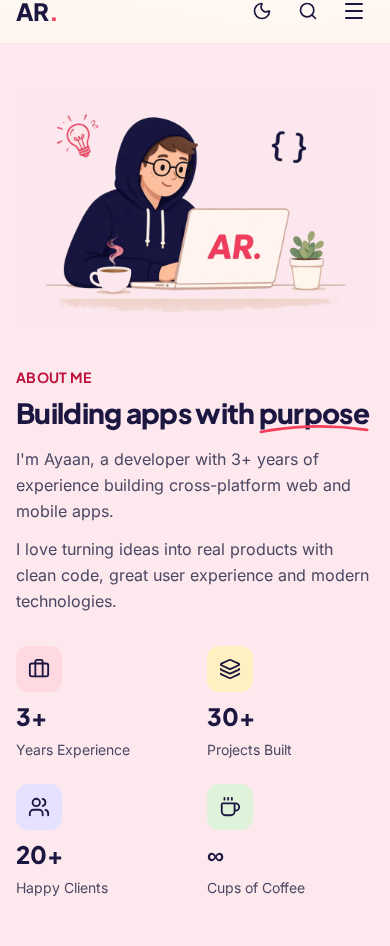 AR.
{ }
AR.
ABOUT ME
Building apps with purpose
I'm Ayaan, a developer with 3+ years of
experience building cross-platform web and
mobile apps.
I love turning ideas into real products with
clean code, great user experience and modern
technologies.
3+
Years Experience
30+
Projects Built
20+
Happy Clients
∞
Cups of Coffee